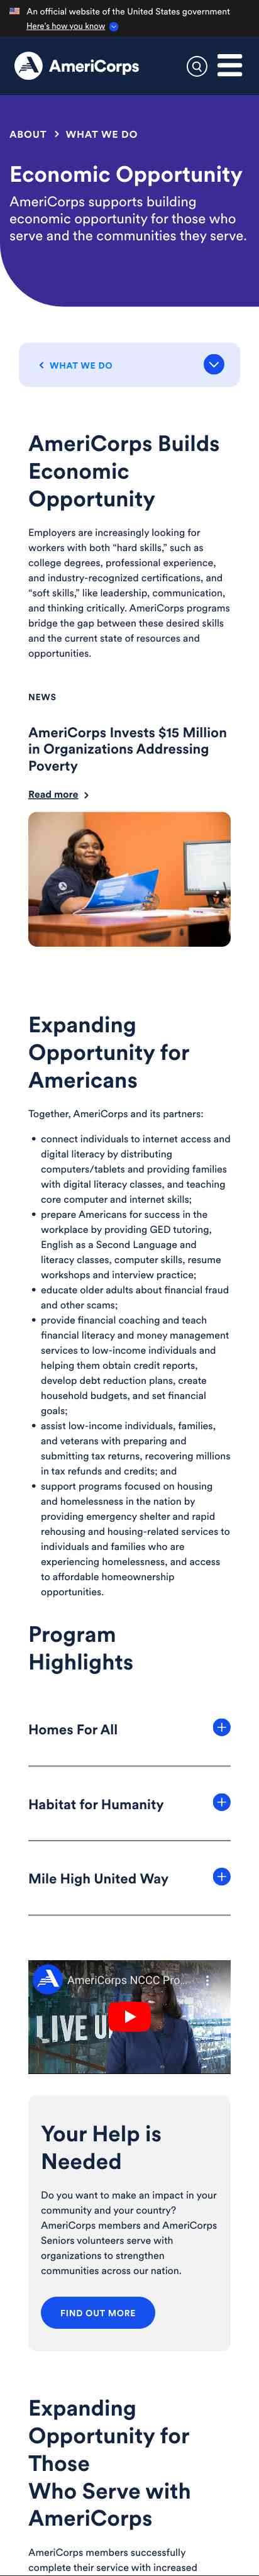 An official website of the United States government
Here's how you know
AmeriCorps
ABOUT > WHAT WE DO
Economic Opportunity
AmeriCorps supports building
economic opportunity for those who
serve and the communities they serve.
WHAT WE DO
AmeriCorps Builds
Economic
Opportunity
Employers are increasingly looking for
workers with both “hard skills,” such as
college degrees, professional experience,
and industry-recognized certifications, and
“soft skills,” like leadership, communication,
and thinking critically. AmeriCorps programs
bridge the gap between these desired skills
and the current state of resources and
opportunities.
NEWS
AmeriCorps Invests $15 Million
in Organizations Addressing
Poverty
Read more
Expanding
Opportunity for
Americans
Together, AmeriCorps and its partners:
• connect individuals to internet access and
digital literacy by distributing
computers/tablets and providing families
with digital literacy classes, and teaching
core computer and internet skills;
• prepare Americans for success in the
workplace by providing GED tutoring,
English as a Second Language and
literacy classes, computer skills, resume
workshops and interview practice;
• educate older adults about financial fraud
and other scams;
• provide financial coaching and teach
financial literacy and money management
services to low-income individuals and
helping them obtain credit reports,
develop debt reduction plans, create
household budgets, and set financial
goals;
• assist low-income individuals, families,
and veterans with preparing and
submitting tax returns, recovering millions
in tax refunds and credits; and
• support programs focused on housing
and homelessness in the nation by
providing emergency shelter and rapid
rehousing and housing-related services to
individuals and families who are
experiencing homelessness, and access
to affordable homeownership
opportunities.
Program
Highlights
Homes For All
Habitat for Humanity
Mile High United Way
AmeriCorps NCCC Pro...
LIVE U
Your Help is
Needed
Do you want to make an impact in your
community and your country?
AmeriCorps members and AmeriCorps
Seniors volunteers serve with
organizations to strengthen
communities across our nation.
FIND OUT MORE
Expanding
Opportunity for
Those
Who Serve with
AmeriCorps
AmeriCorps members successfully
complete their service with increased